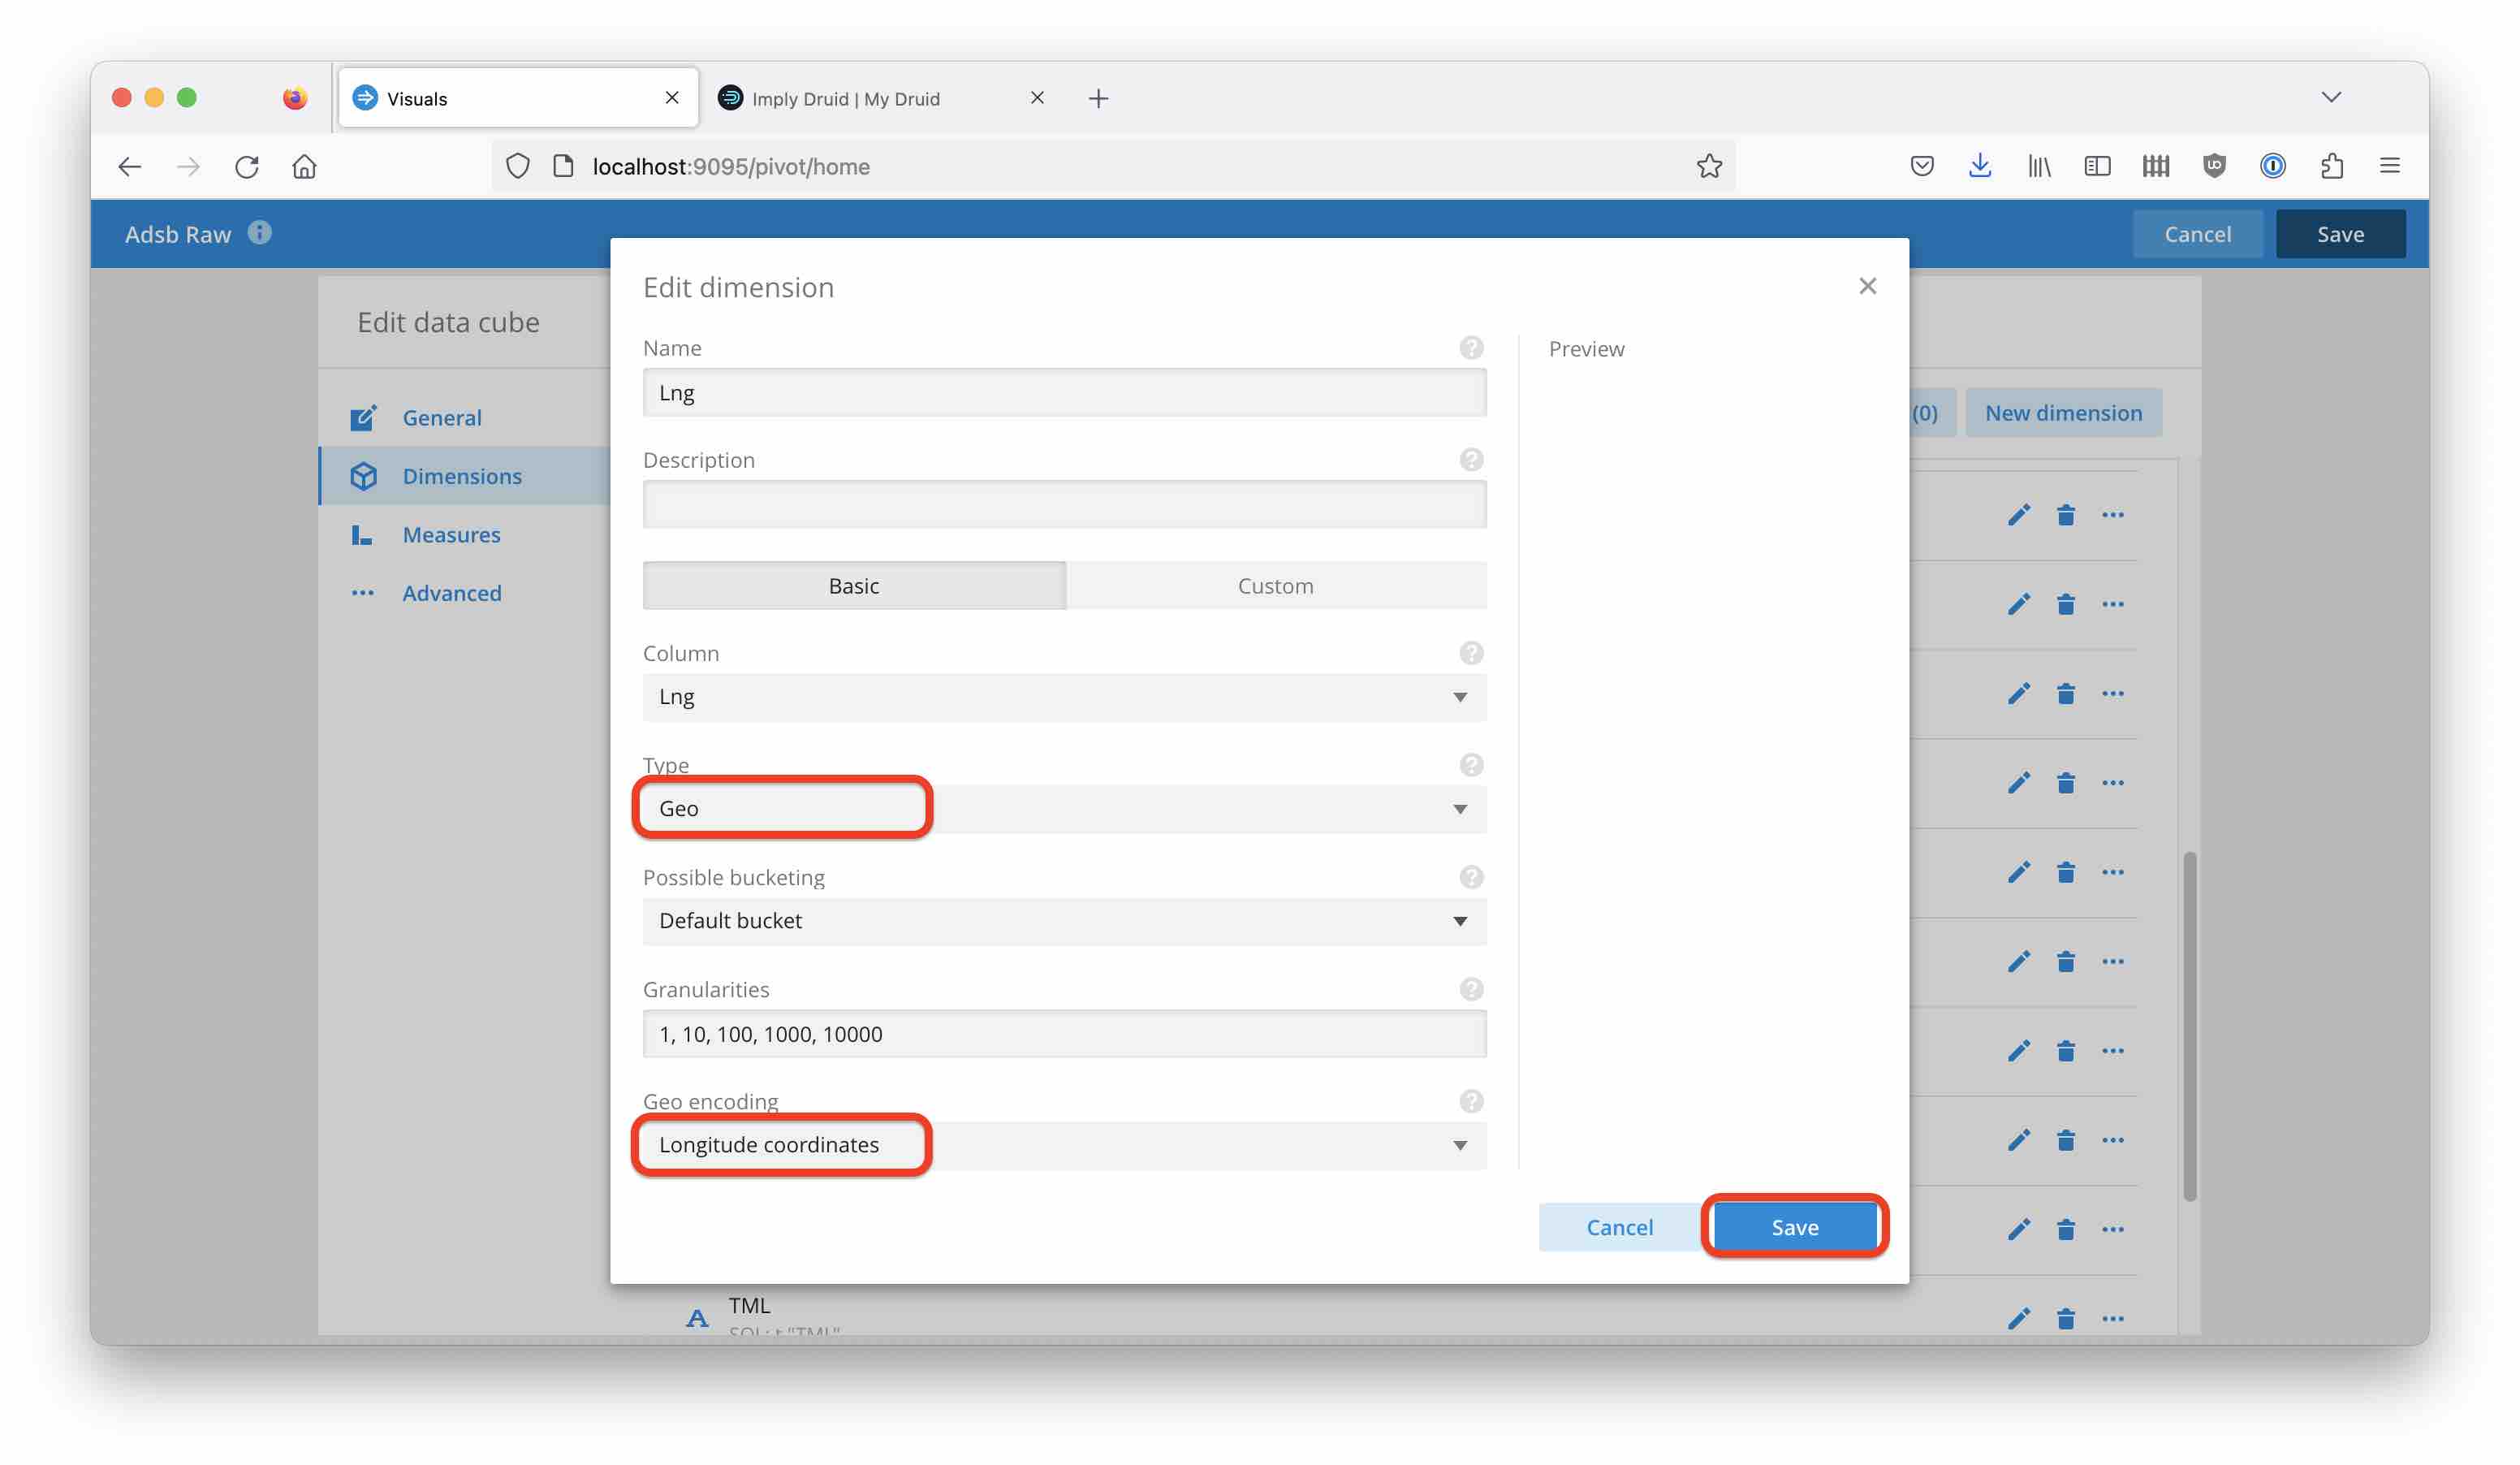 Visuals
Imply Druid | My Druid
localhost:9095/pivot/home
Adsb Raw
Cancel
Save
Edit data cube
General
Dimensions
Measures
Advanced
(0)
New dimension
Edit dimension
Name
Lng
Description
Basic
Custom
Column
Lng
Type
Geo
Possible bucketing
Default bucket
Granularities
1, 10, 100, 1000, 10000
Geo encoding
Longitude coordinates
Preview
Cancel
Save
TML
SQL: t."TML"